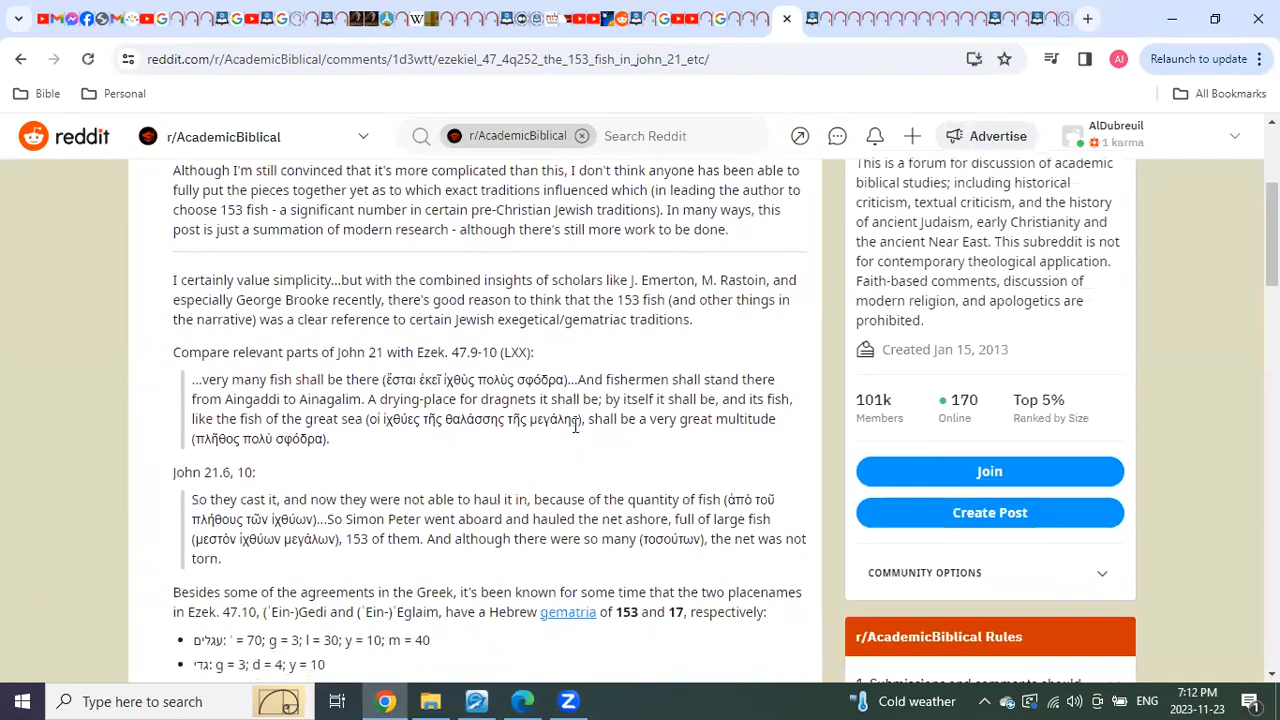 reddit.com/r/AcademicBiblical/comments/1d3vtt/ezekiel_47_4q252_the_153_fish_in_john_21_etc/
AI
Relaunch to update
Bible
Personal
All Bookmarks
reddit
r/AcademicBiblical
r/AcademicBiblical
Search Reddit
Advertise
AlDubreuil
1 karma
Although I'm still convinced that it's more complicated than this, I don't think anyone has been able to
fully put the pieces together yet as to which exact traditions influenced which (in leading the author to
choose 153 fish - a significant number in certain pre-Christian Jewish traditions). In many ways, this
post is just a summation of modern research - although there's still more work to be done.
I certainly value simplicity...but with the combined insights of scholars like J. Emerton, M. Rastoin, and
especially George Brooke recently, there's good reason to think that the 153 fish (and other things in
the narrative) was a clear reference to certain Jewish exegetical/gematriac traditions.
Compare relevant parts of John 21 with Ezek. 47.9-10 (LXX):
...very many fish shall be there (ἔσται ἐκεῖ ἰχθὺς πολὺς σφόδρα)...And fishermen shall stand there
from Aingaddi to Ainagalim. A drying-place for dragnets it shall be; by itself it shall be, and its fish,
like the fish of the great sea (οἱ ἰχθύες τῆς θαλάσσης τῆς μεγάλης), shall be a very great multitude
(πλῆθος πολὺ σφόδρα).
John 21.6, 10:
So they cast it, and now they were not able to haul it in, because of the quantity of fish (ἀπὸ τοῦ
πλήθους τῶν ἰχθύων)...So Simon Peter went aboard and hauled the net ashore, full of large fish
(μεστὸν ἰχθύων μεγάλων), 153 of them. And although there were so many (τοσούτων), the net was not
torn.
Besides some of the agreements in the Greek, it's been known for some time that the two placenames
in Ezek. 47.10, (ʿEin-)Gedi and (ʿEin-)ʿEglaim, have a Hebrew gematria of 153 and 17, respectively:
• עגלים: ʿ = 70; g = 3; l = 30; y = 10; m = 40
• גדי: g = 3; d = 4; y = 10
This is a forum for discussion of academic
biblical studies; including historical
criticism, textual criticism, and the history
of ancient Judaism, early Christianity and
the ancient Near East. This subreddit is not
for contemporary theological application.
Faith-based comments, discussion of
modern religion, and apologetics are
prohibited.
Created Jan 15, 2013
101k
170
Top 5%
Members
Online
Ranked by Size
Join
Create Post
COMMUNITY OPTIONS
r/AcademicBiblical Rules
1. Submissions and comments should
Type here to search
Cold weather
ENG
7:12 PM
2023-11-23